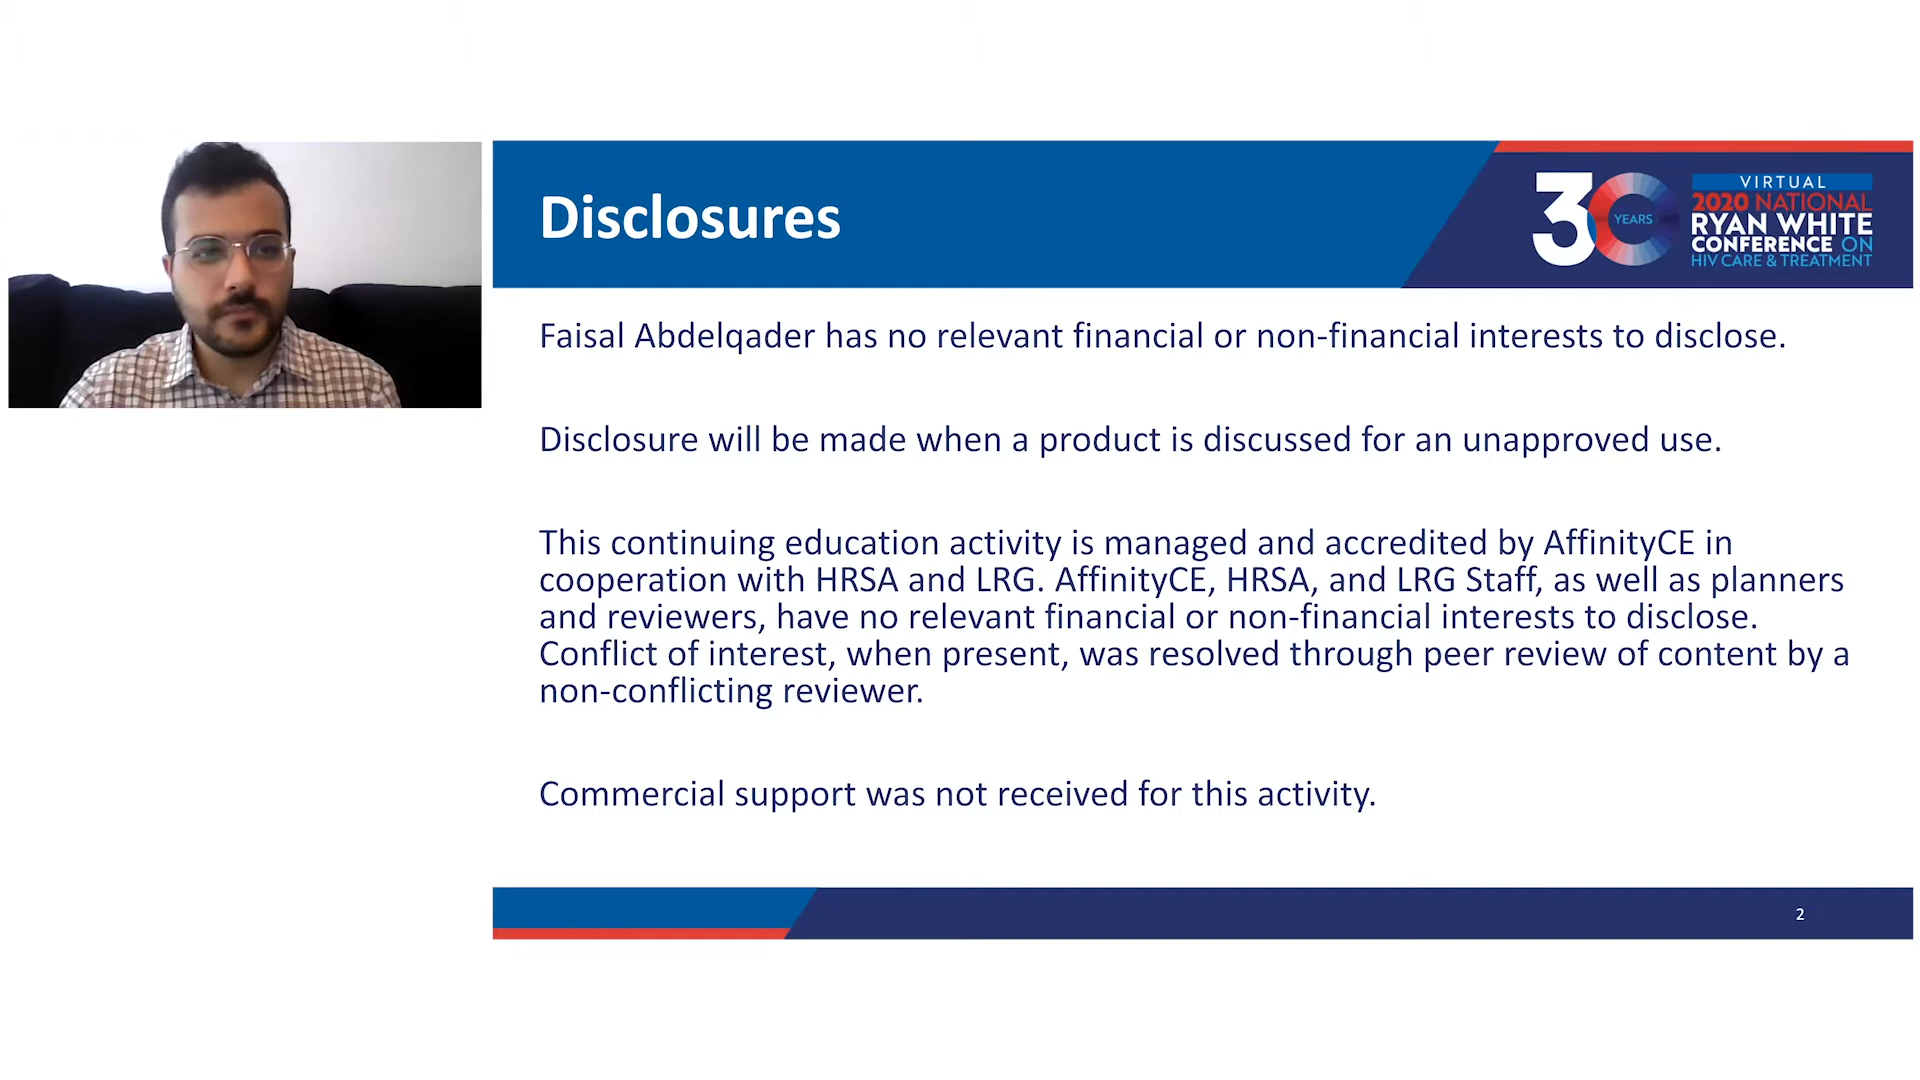 Disclosures
30 YEARS
VIRTUAL
2020 NATIONAL
RYAN WHITE
CONFERENCE ON
HIV CARE & TREATMENT
Faisal Abdelqader has no relevant financial or non-financial interests to disclose.
Disclosure will be made when a product is discussed for an unapproved use.
This continuing education activity is managed and accredited by AffinityCE in
cooperation with HRSA and LRG. AffinityCE, HRSA, and LRG Staff, as well as planners
and reviewers, have no relevant financial or non-financial interests to disclose.
Conflict of interest, when present, was resolved through peer review of content by a
non-conflicting reviewer.
Commercial support was not received for this activity.
2